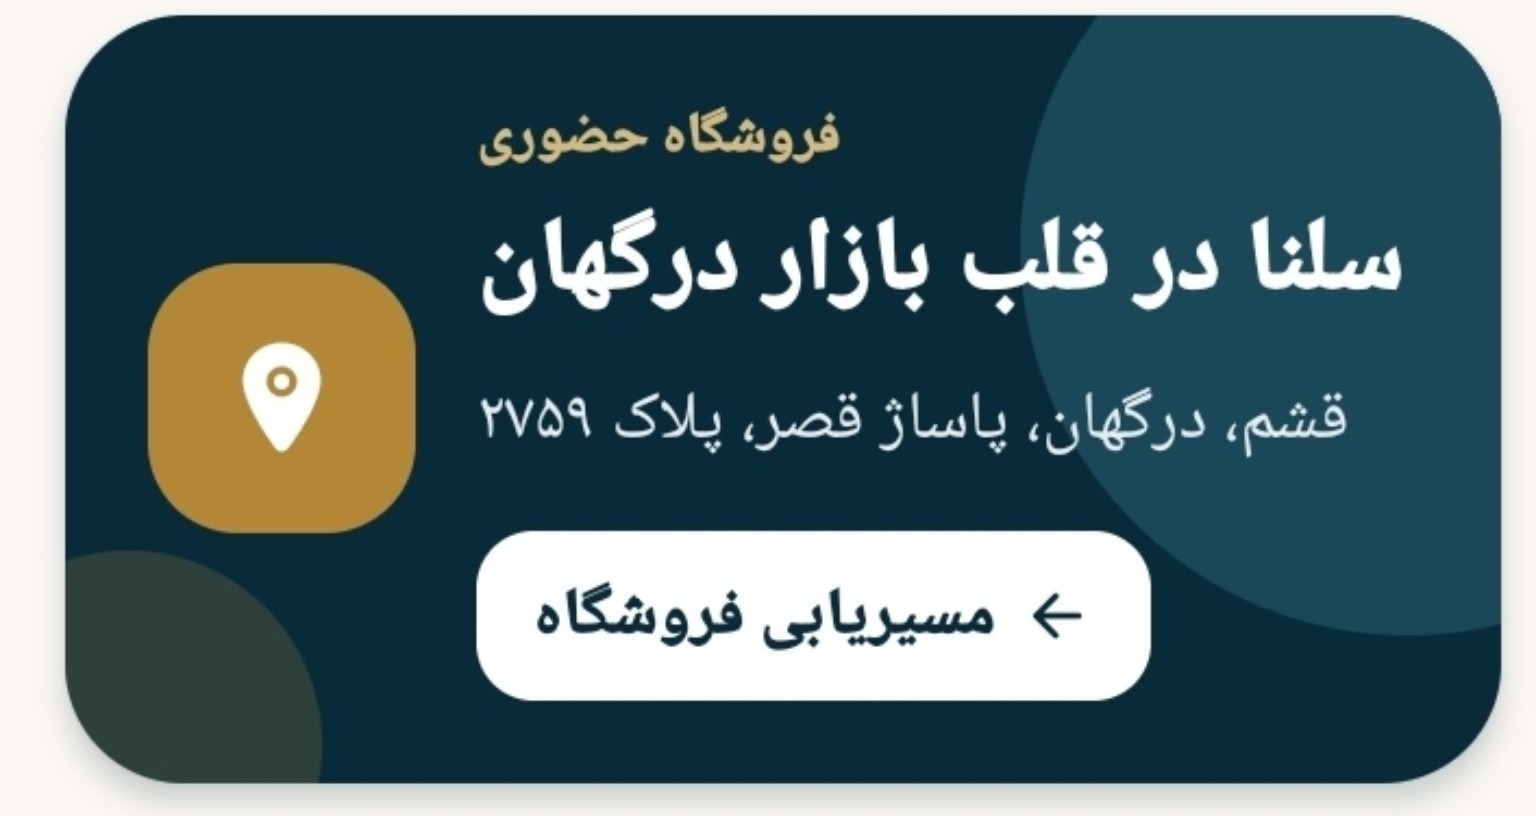 فروشگاه حضوری
سلنا در قلب بازار درگهان
قشم، درگهان، پاساژ قصر، پلاک ۲۷۵۹
مسیریابی فروشگاه ←